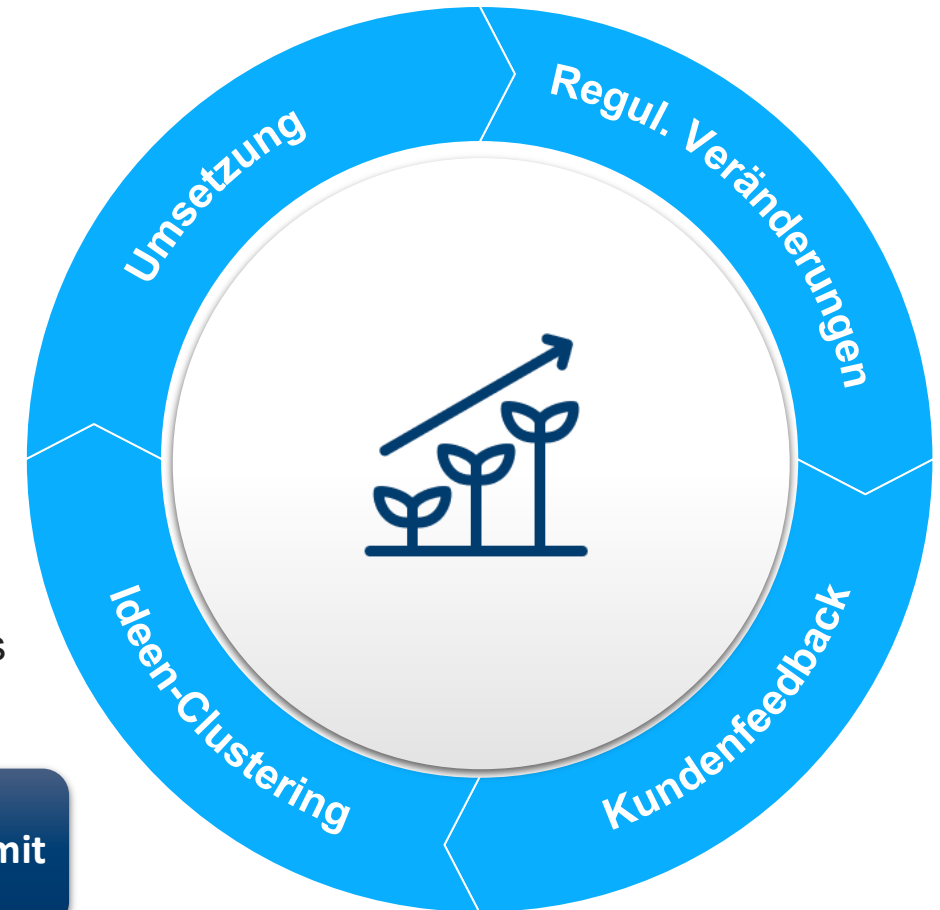 Regul. Veränderungen
Kundenfeedback
Ideen-Clustering
Umsetzung
mit